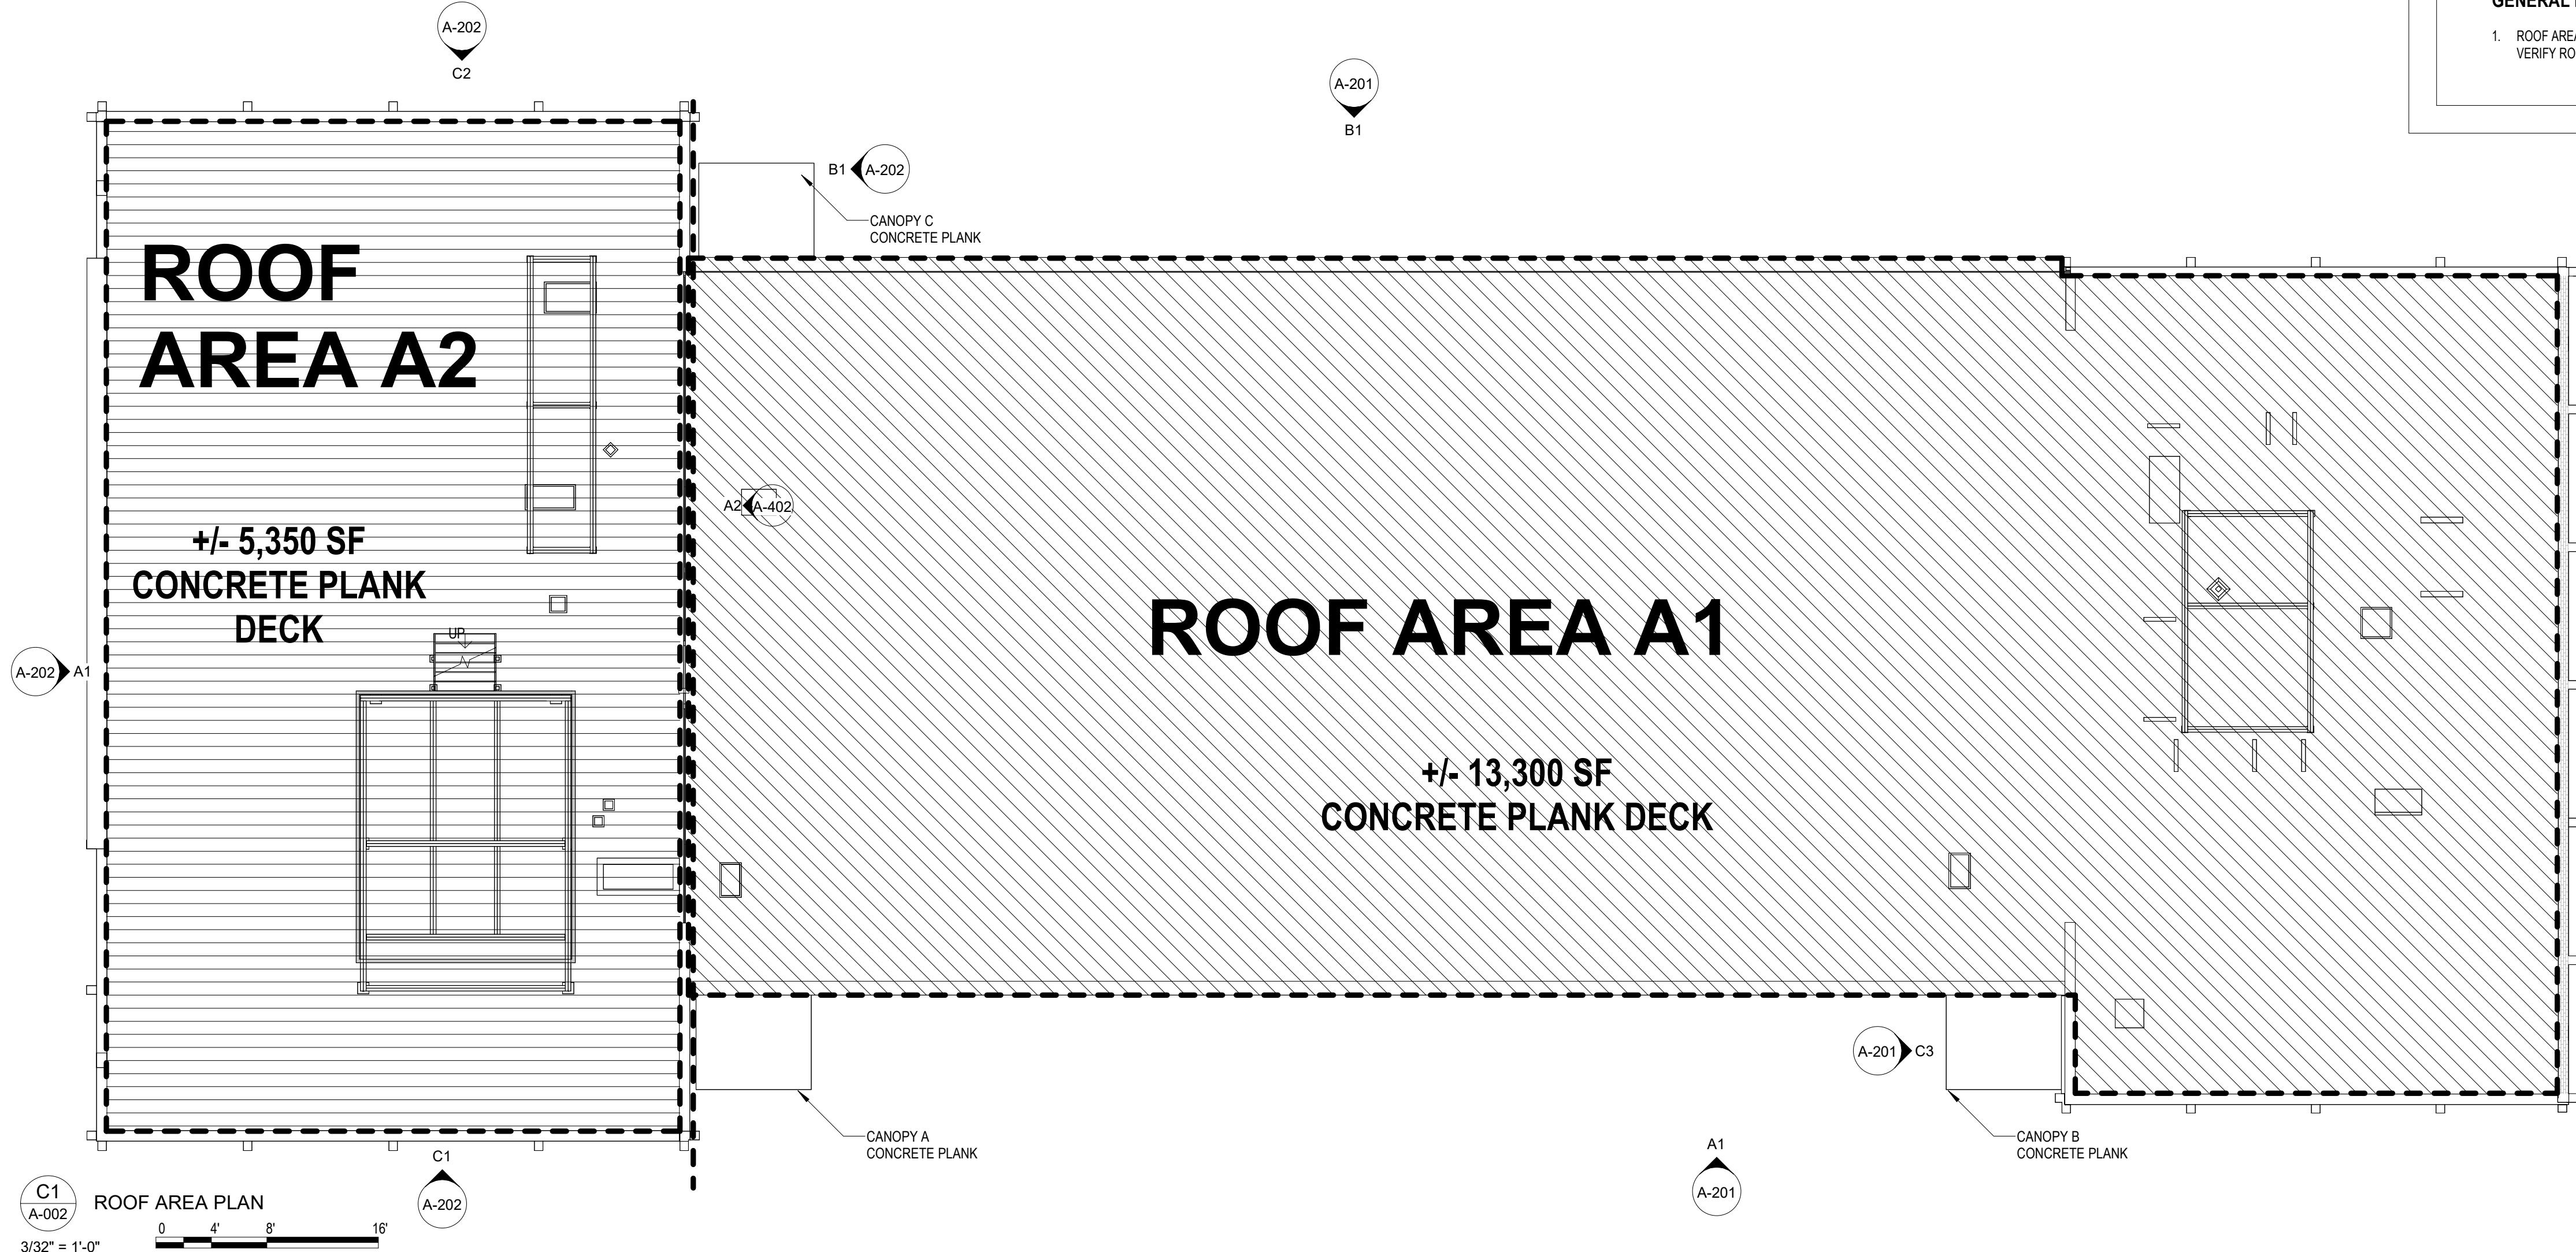 A-202
C2
A-201
B1
GENERAL
1. ROOF AREA
VERIFY RO
B1 A-202
CANOPY C
CONCRETE PLANK
ROOF
AREA A2
+/- 5,350 SF
CONCRETE PLANK
DECK
UP
A-202 A1
A2 A-402
ROOF AREA A1
+/- 13,300 SF
CONCRETE PLANK DECK
A-201 C3
CANOPY A
CONCRETE PLANK
CANOPY B
CONCRETE PLANK
C1
A-202
A1
A-201
C1
A-002
ROOF AREA PLAN
0 4' 8' 16'
3/32" = 1'-0"